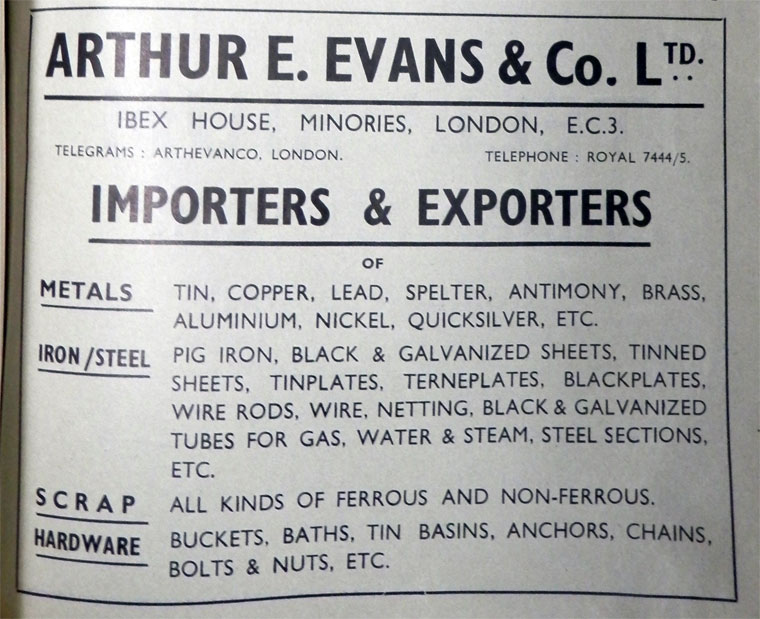 ARTHUR E. EVANS & Co. LTD.
IBEX HOUSE, MINORIES, LONDON, E.C.3.
TELEGRAMS : ARTHEVANCO, LONDON. TELEPHONE : ROYAL 7444/5.
IMPORTERS & EXPORTERS
OF
METALS TIN, COPPER, LEAD, SPELTER, ANTIMONY, BRASS,
ALUMINIUM, NICKEL, QUICKSILVER, ETC.
IRON/STEEL PIG IRON, BLACK & GALVANIZED SHEETS, TINNED
SHEETS, TINPLATES, TERNEPLATES, BLACKPLATES,
WIRE RODS, WIRE, NETTING, BLACK & GALVANIZED
TUBES FOR GAS, WATER & STEAM, STEEL SECTIONS,
ETC.
SCRAP ALL KINDS OF FERROUS AND NON-FERROUS.
HARDWARE BUCKETS, BATHS, TIN BASINS, ANCHORS, CHAINS,
BOLTS & NUTS, ETC.